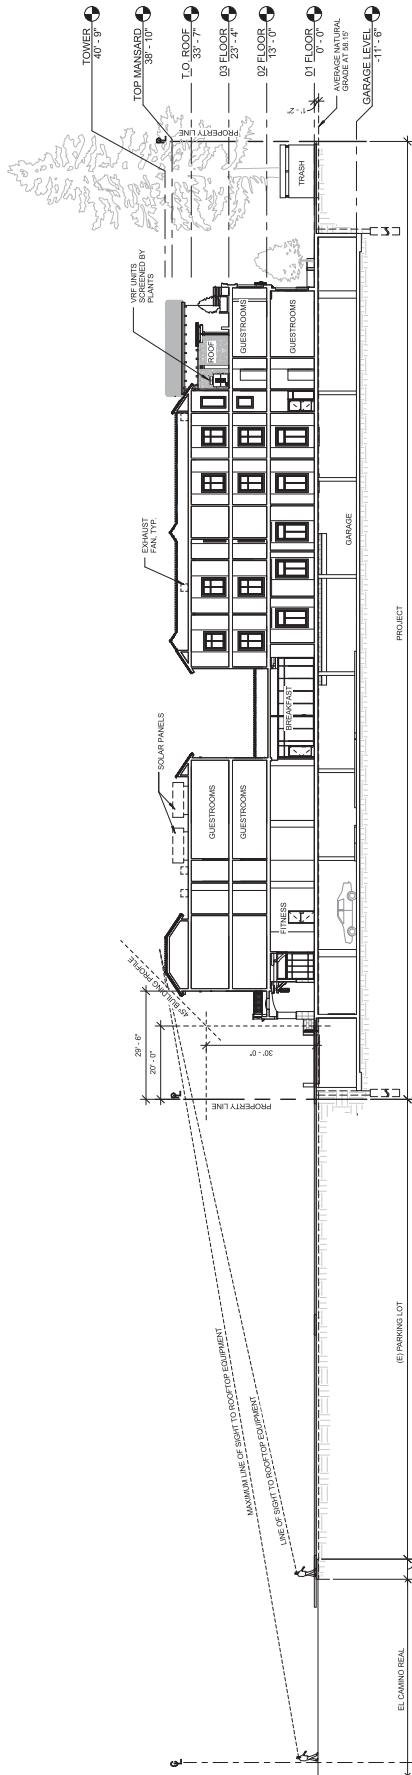 TOWER
40' - 9"
TOP MANSARD
38' - 10"
T.O. ROOF
33' - 7"
03 FLOOR
23' - 4"
02 FLOOR
13' - 0"
01 FLOOR
0' - 0"
AVERAGE NATURAL
GRADE AT 58.15'
GARAGE LEVEL
-11' - 6"
1' - 2"
PROPERTY LINE
TRASH
VRF UNITS
SCREENED BY
PLANTS
ROOF
GUESTROOMS
GUESTROOMS
EXHAUST
FAN, TYP.
GARAGE
PROJECT
BREAKFAST
SOLAR PANELS
GUESTROOMS
GUESTROOMS
FITNESS
45° BUILDING PROFILE
29' - 6"
20' - 0"
30' - 0"
PROPERTY LINE
MAXIMUM LINE OF SIGHT TO ROOFTOP EQUIPMENT
LINE OF SIGHT TO ROOFTOP EQUIPMENT
(E) PARKING LOT
EL CAMINO REAL